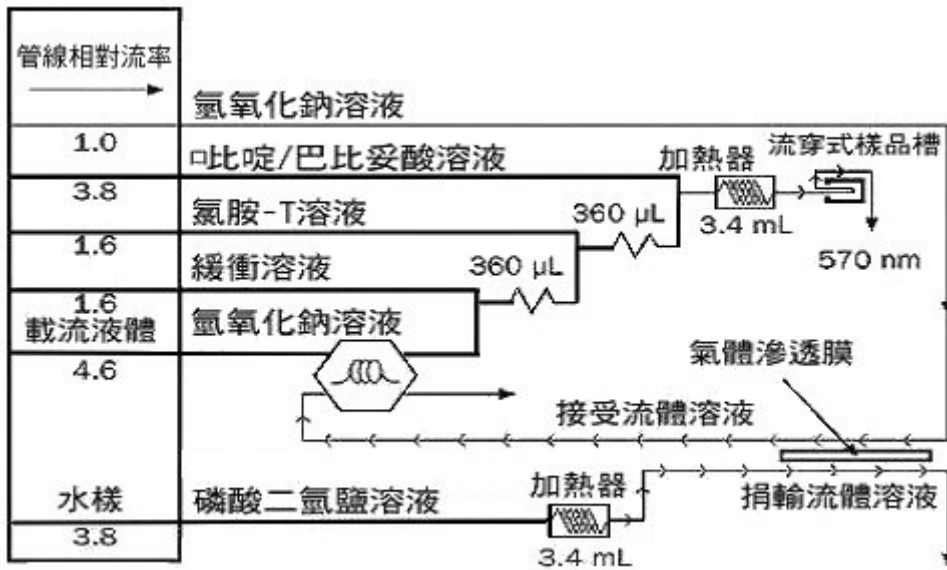 管線相對流率
氫氧化鈉溶液
1.0
口比啶/巴比妥酸溶液
加熱器
流穿式樣品槽
3.8
氯胺-T溶液
360 μL
3.4 mL
1.6
緩衝溶液
360 μL
570 nm
1.6
載流液體
氫氧化鈉溶液
4.6
氣體滲透膜
接受流體溶液
水樣
磷酸二氫鹽溶液
加熱器
捐輸流體溶液
3.8
3.4 mL